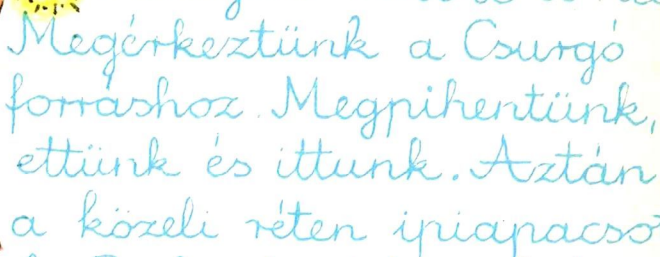 Megérkeztünk a Csurgó
forráshoz. Megpihentünk,
ettünk és ittunk. Aztán
a közeli réten ipiapacso